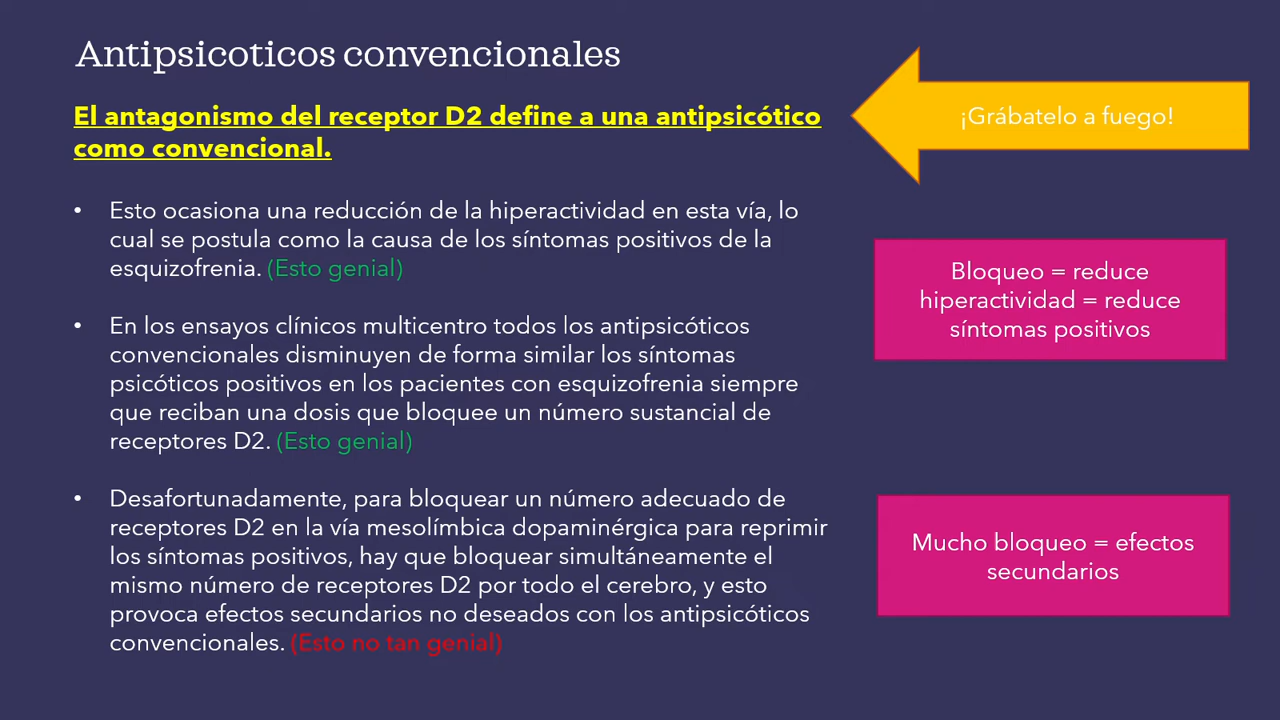 Antipsicoticos convencionales
El antagonismo del receptor D2 define a una antipsicótico
como convencional.
¡Grábatelo a fuego!
• Esto ocasiona una reducción de la hiperactividad en esta vía, lo
cual se postula como la causa de los síntomas positivos de la
esquizofrenia. (Esto genial)
Bloqueo = reduce
hiperactividad = reduce
síntomas positivos
• En los ensayos clínicos multicentro todos los antipsicóticos
convencionales disminuyen de forma similar los síntomas
psicóticos positivos en los pacientes con esquizofrenia siempre
que reciban una dosis que bloquee un número sustancial de
receptores D2. (Esto genial)
• Desafortunadamente, para bloquear un número adecuado de
receptores D2 en la vía mesolímbica dopaminérgica para reprimir
los síntomas positivos, hay que bloquear simultáneamente el
mismo número de receptores D2 por todo el cerebro, y esto
provoca efectos secundarios no deseados con los antipsicóticos
convencionales. (Esto no tan genial)
Mucho bloqueo = efectos
secundarios